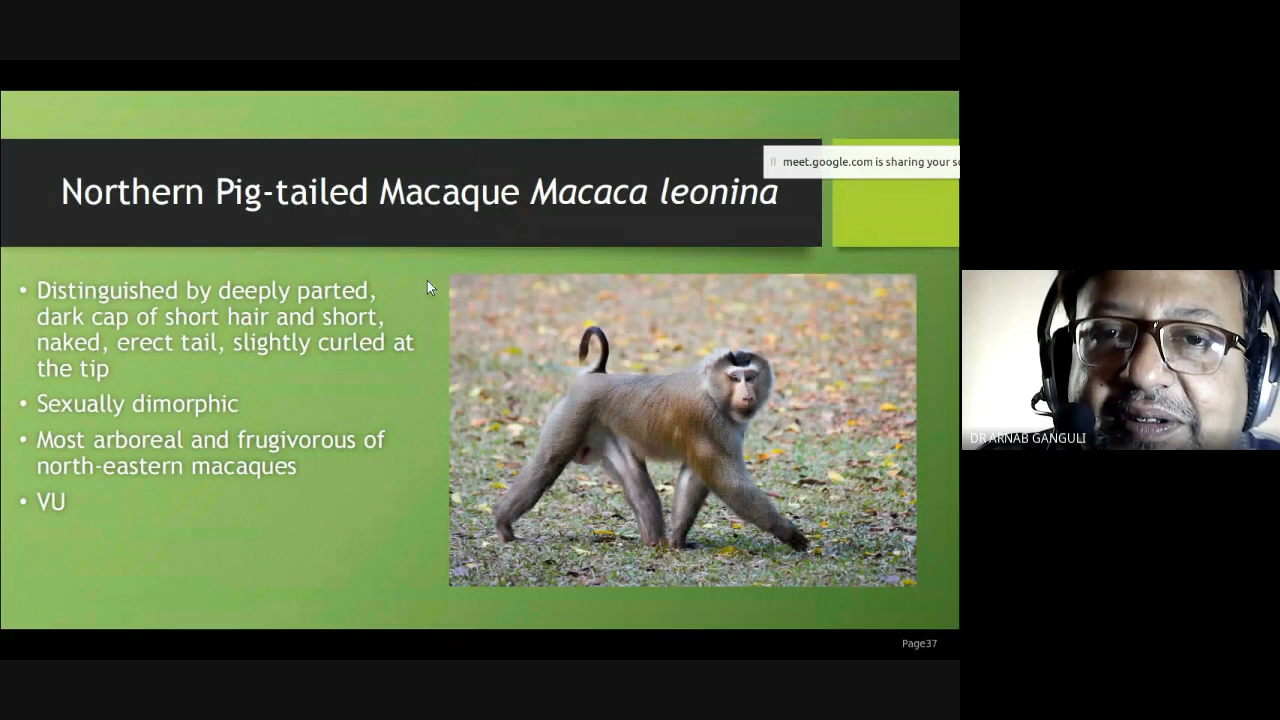 meet.google.com is sharing your s
Northern Pig-tailed Macaque Macaca leonina
• Distinguished by deeply parted,
dark cap of short hair and short,
naked, erect tail, slightly curled at
the tip
• Sexually dimorphic
• Most arboreal and frugivorous of
north-eastern macaques
• VU
DR ARNAB GANGULI
Page37